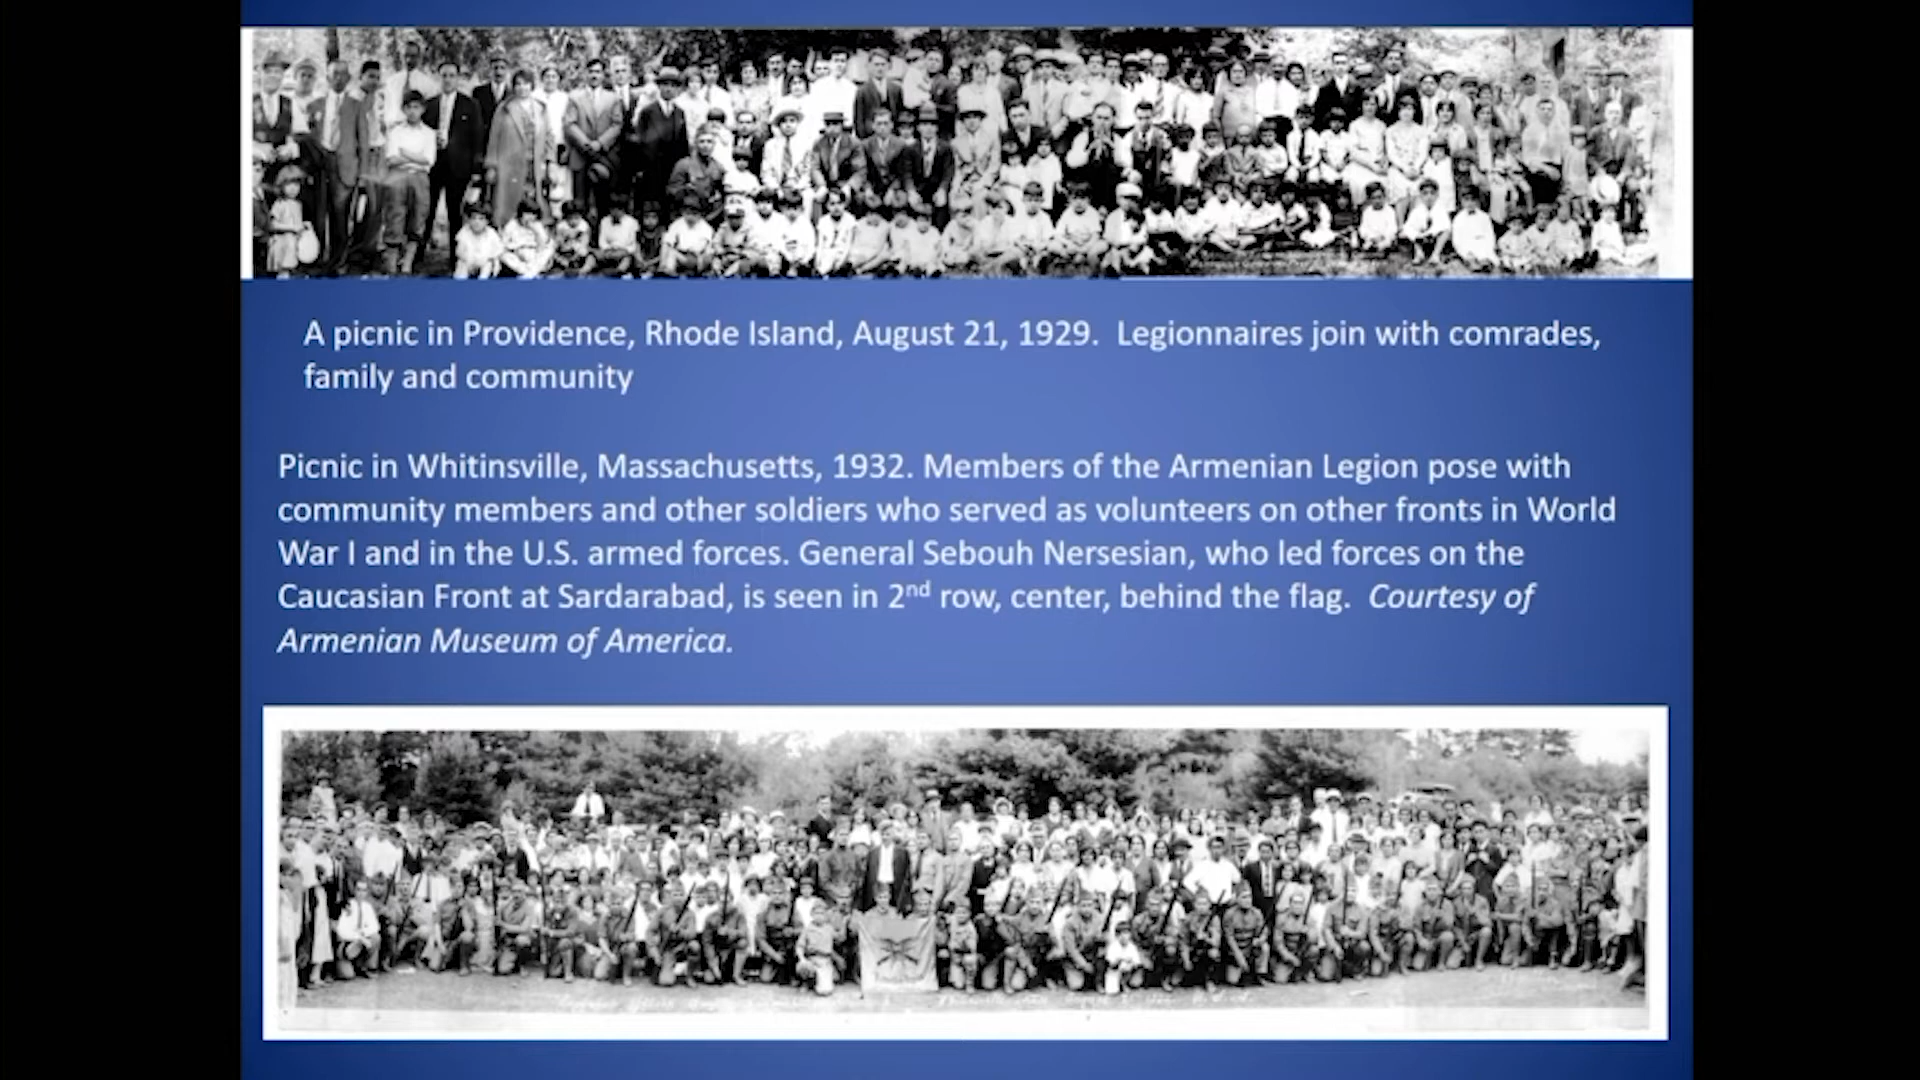 A picnic in Providence, Rhode Island, August 21, 1929.  Legionnaires join with comrades,
family and community
Picnic in Whitinsville, Massachusetts, 1932. Members of the Armenian Legion pose with
community members and other soldiers who served as volunteers on other fronts in World
War I and in the U.S. armed forces. General Sebouh Nersesian, who led forces on the
Caucasian Front at Sardarabad, is seen in 2nd row, center, behind the flag.  Courtesy of
Armenian Museum of America.